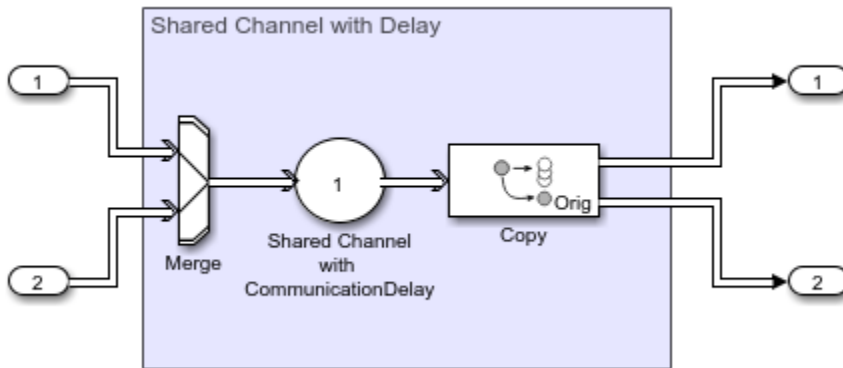 Shared Channel with Delay
1
1
1
Orig
Copy
Merge
Shared Channel
with
CommunicationDelay
2
2